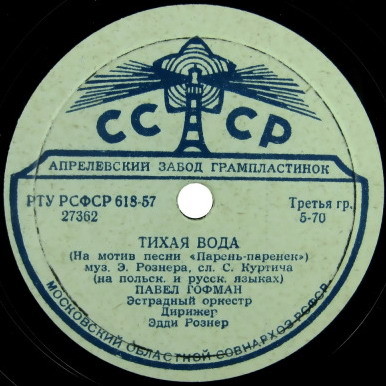 СССР
АПРЕЛЕВСКИЙ ЗАВОД ГРАМПЛАСТИНОК
РТУ РСФСР 618-57
27362
Третья гр.
5-70
ТИХАЯ ВОДА
(На мотив песни «Парень-паренек»)
муз. Э. Рознера, сл. С. Куртича
(на польск. и русск. языках)
ПАВЕЛ ГОФМАН
Эстрадный оркестр
Дирижер
Эдди Рознер
МОСКОВСКИЙ ОБЛАСТНОЙ СОВНАРХОЗ РСФСР